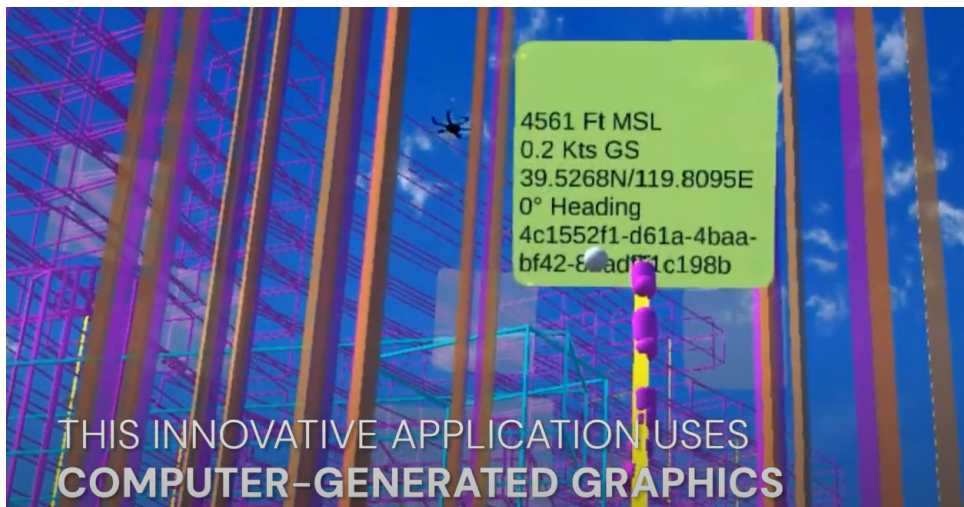 4561 Ft MSL
0.2 Kts GS
39.5268N/119.8095E
0° Heading
4c1552f1-d61a-4baa-
THIS INNOVATIVE APPLICATION USES
COMPUTER-GENERATED GRAPHICS